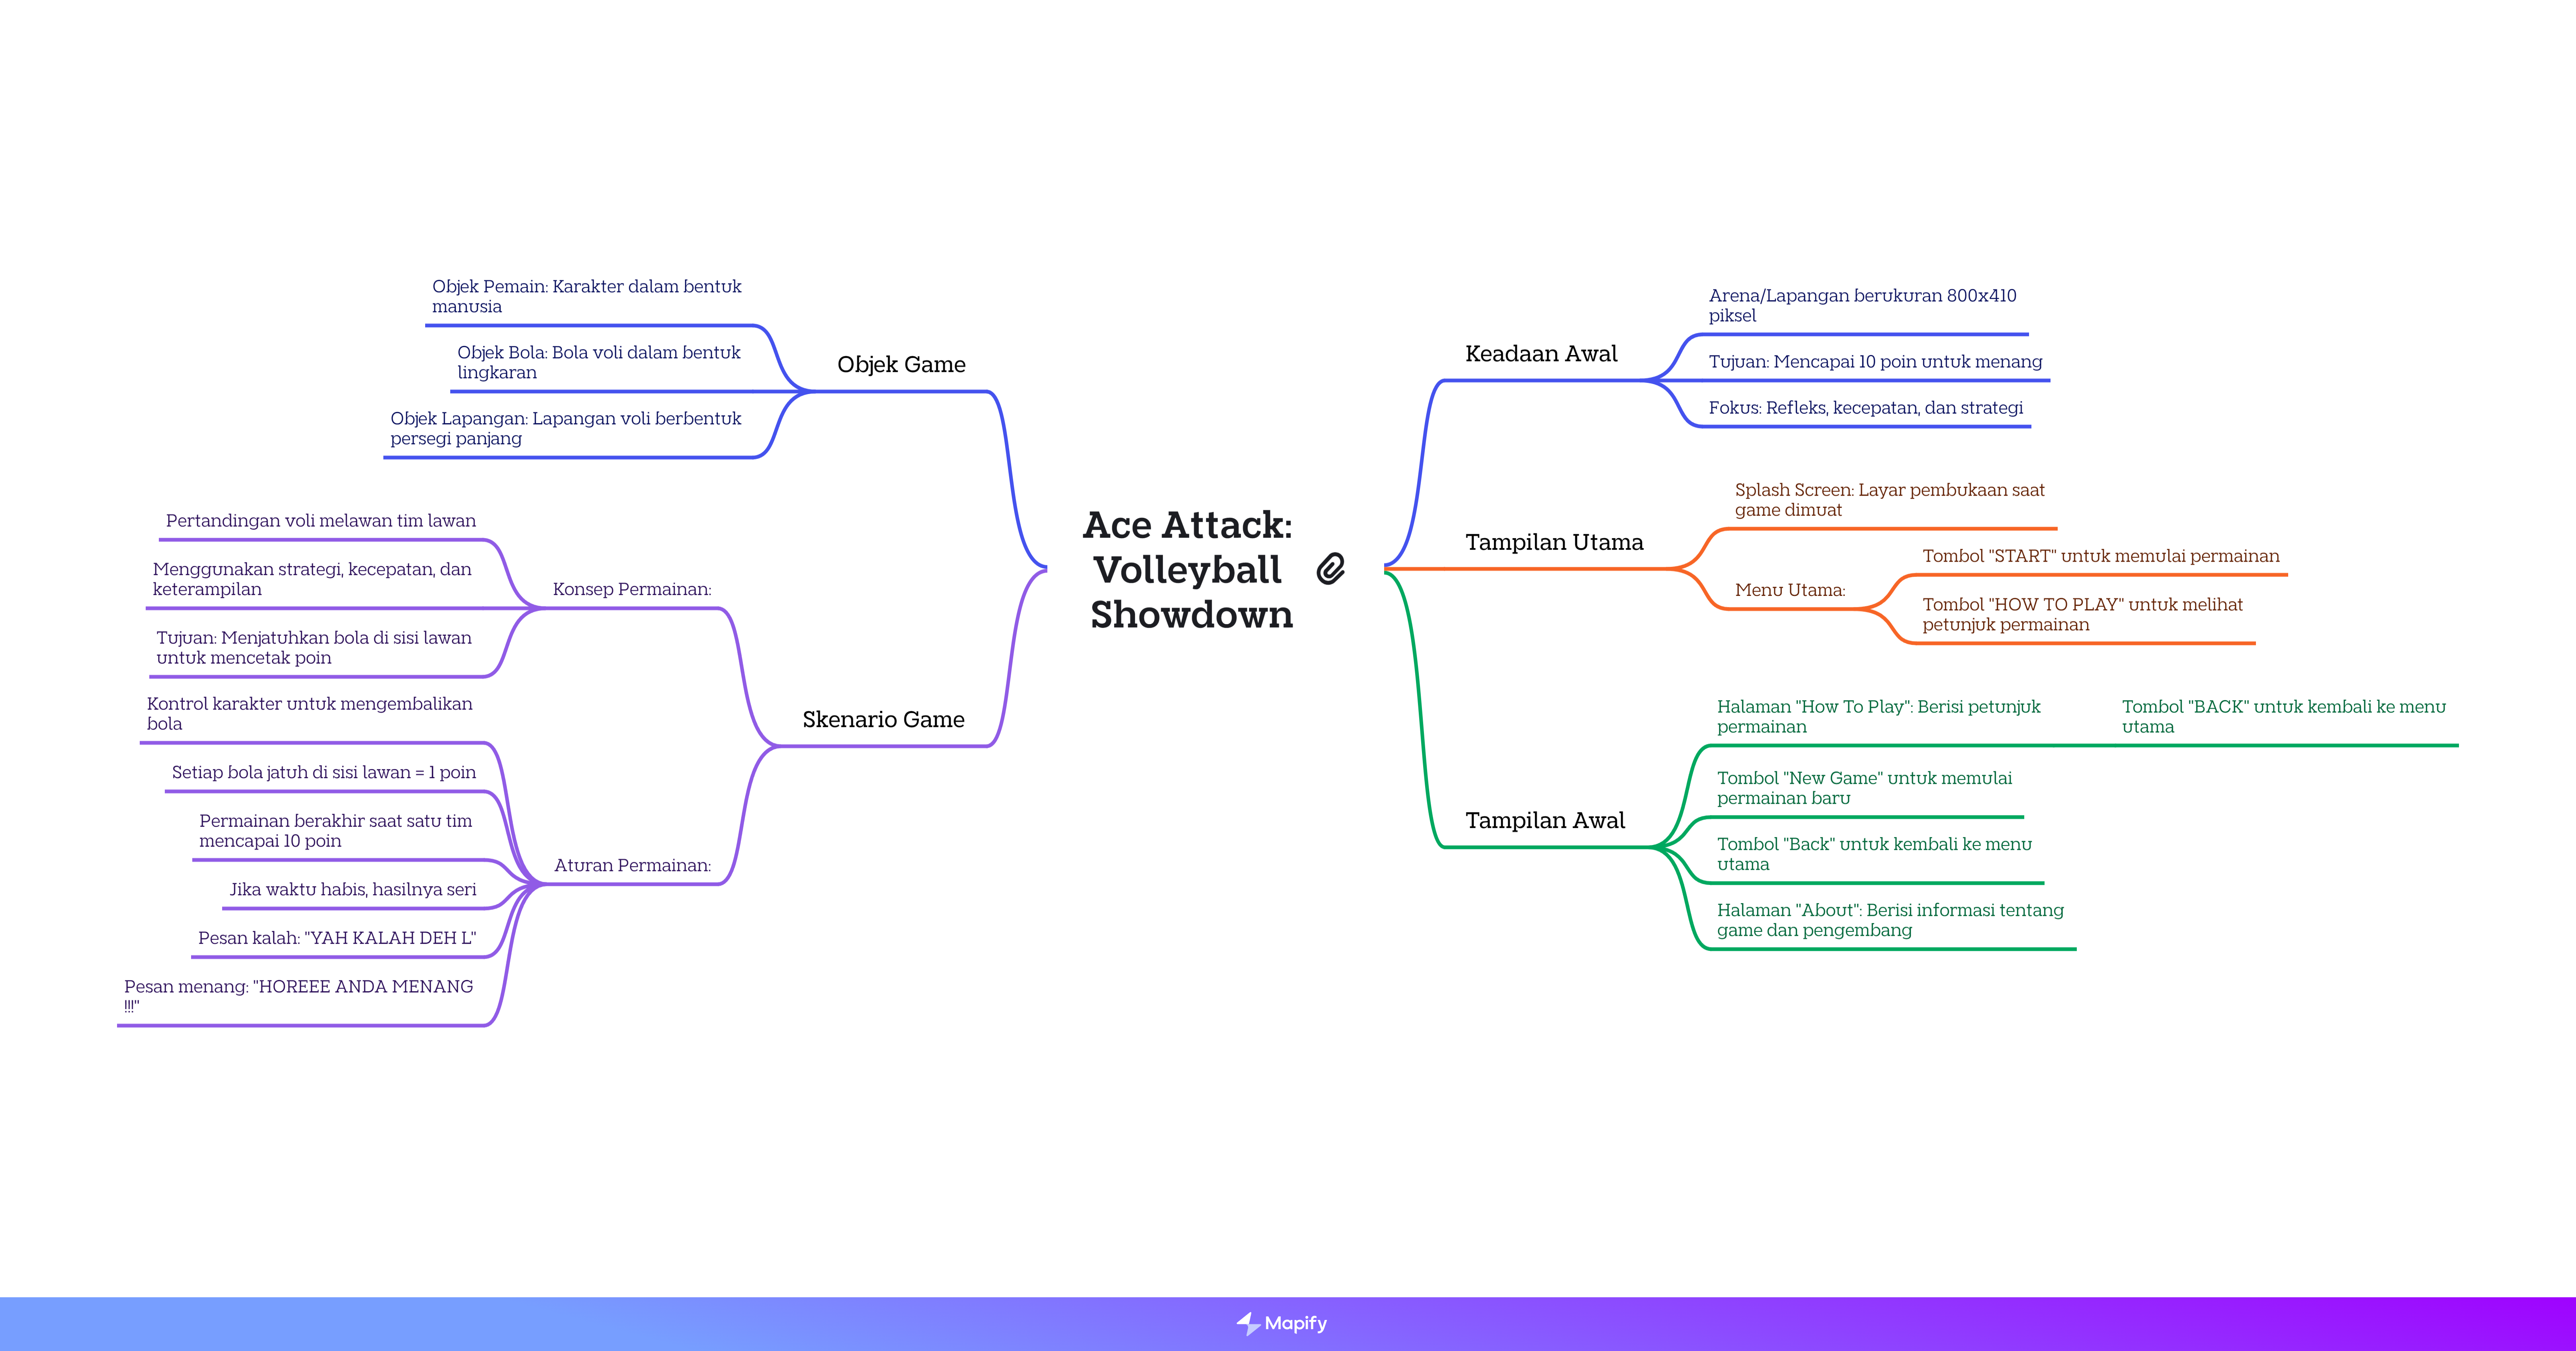 Ace Attack:
Volleyball
Showdown
Keadaan Awal
Arena/Lapangan berukuran 800x410
piksel
Tujuan: Mencapai 10 poin untuk menang
Fokus: Refleks, kecepatan, dan strategi
Tampilan Utama
Splash Screen: Layar pembukaan saat
game dimuat
Menu Utama:
Tombol "START" untuk memulai permainan
Tombol "HOW TO PLAY" untuk melihat
petunjuk permainan
Tampilan Awal
Halaman "How To Play": Berisi petunjuk
permainan
Tombol "BACK" untuk kembali ke menu
utama
Tombol "New Game" untuk memulai
permainan baru
Tombol "Back" untuk kembali ke menu
utama
Halaman "About": Berisi informasi tentang
game dan pengembang
Objek Game
Objek Pemain: Karakter dalam bentuk
manusia
Objek Bola: Bola voli dalam bentuk
lingkaran
Objek Lapangan: Lapangan voli berbentuk
persegi panjang
Skenario Game
Konsep Permainan:
Pertandingan voli melawan tim lawan
Menggunakan strategi, kecepatan, dan
keterampilan
Tujuan: Menjatuhkan bola di sisi lawan
untuk mencetak poin
Aturan Permainan:
Kontrol karakter untuk mengembalikan
bola
Setiap bola jatuh di sisi lawan = 1 poin
Permainan berakhir saat satu tim
mencapai 10 poin
Jika waktu habis, hasilnya seri
Pesan kalah: "YAH KALAH DEH L"
Pesan menang: "HOREEE ANDA MENANG
!!!"
Mapify